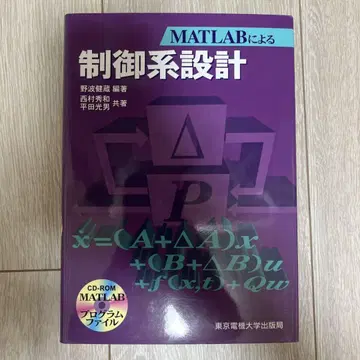 MATLABによる
制御系設計
野波健蔵 編著
西村秀和
平田光男 共著
Δ
P
ẋ=(A+ΔA)x
+(B+ΔB)u
+f(x,t)+Qw
CD-ROM
MATLAB
プログラム
ファイル
東京電機大学出版局